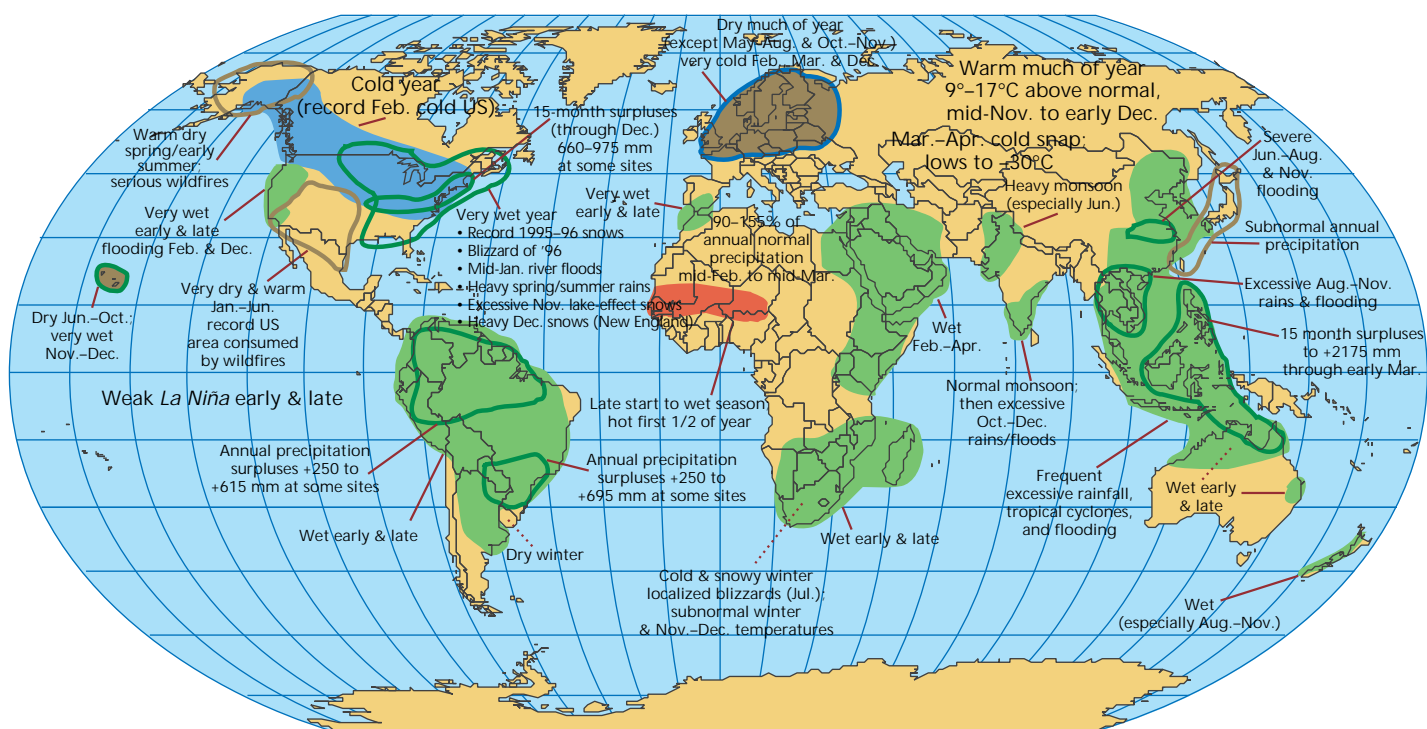 Dry much of year
(except May–Aug. & Oct.–Nov.)
very cold Feb., Mar. & Dec.
Cold year
(record Feb. cold US)
Warm much of year
9°–17°C above normal,
mid-Nov. to early Dec.
Mar.–Apr. cold snap:
lows to –30°C
15-month surpluses
(through Dec.)
660–975 mm
at some sites
Warm dry
spring/early
summer;
serious wildfires
Severe
Jun.–Aug.
& Nov.
flooding
Very wet
early & late
Heavy monsoon
(especially Jun.)
Very wet
early & late
flooding Feb. & Dec.
Very wet year
• Record 1995–96 snows
• Blizzard of '96
• Mid-Jan. river floods
• Heavy spring/summer rains
• Excessive Nov. lake-effect snows
• Heavy Dec. snows (New England)
90–155% of
annual normal
precipitation
mid-Feb. to mid-Mar.
Subnormal annual
precipitation
Very dry & warm
Jan.–Jun.
record US
area consumed
by wildfires
Excessive Aug.–Nov.
rains & flooding
Dry Jun.–Oct.;
very wet
Nov.–Dec.
Wet
Feb.–Apr.
15 month surpluses
to +2175 mm
through early Mar.
Weak La Niña early & late
Late start to wet season;
hot first 1/2 of year
Normal monsoon;
then excessive
Oct.–Dec.
rains/floods
Annual precipitation
surpluses +250 to
+615 mm at some sites
Annual precipitation
surpluses +250 to
+695 mm at some sites
Frequent
excessive rainfall,
tropical cyclones,
and flooding
Wet early
& late
Wet early & late
Dry winter
Wet early & late
Cold & snowy winter
localized blizzards (Jul.);
subnormal winter
& Nov.–Dec. temperatures
Wet
(especially Aug.–Nov.)